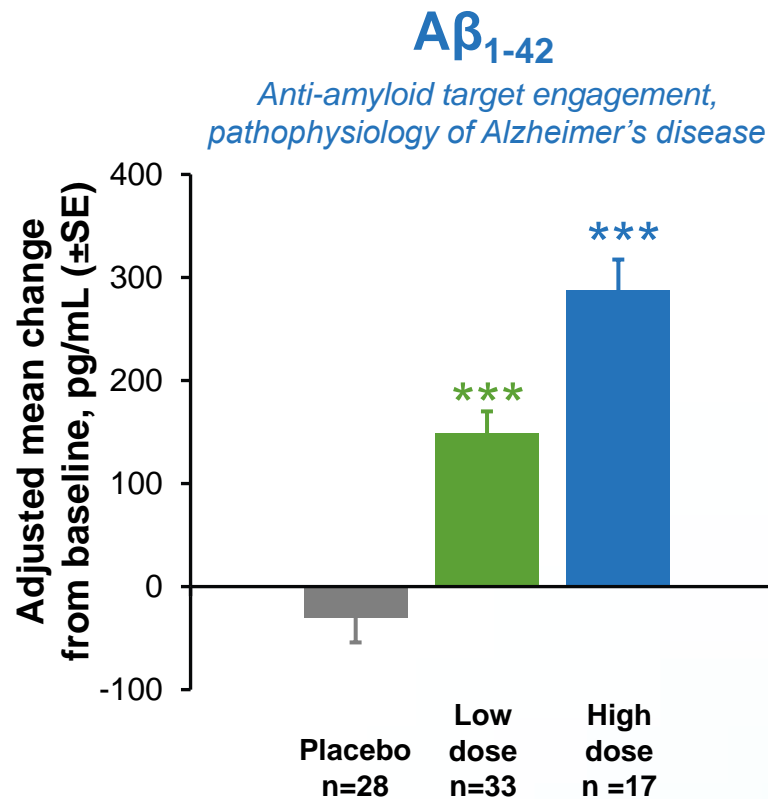 Aβ1-42
Anti-amyloid target engagement,
pathophysiology of Alzheimer's disease
Adjusted mean change
from baseline, pg/mL (±SE)
400
300
200
100
0
-100
***
***
Placebo
n=28
Low
dose
n=33
High
dose
n =17